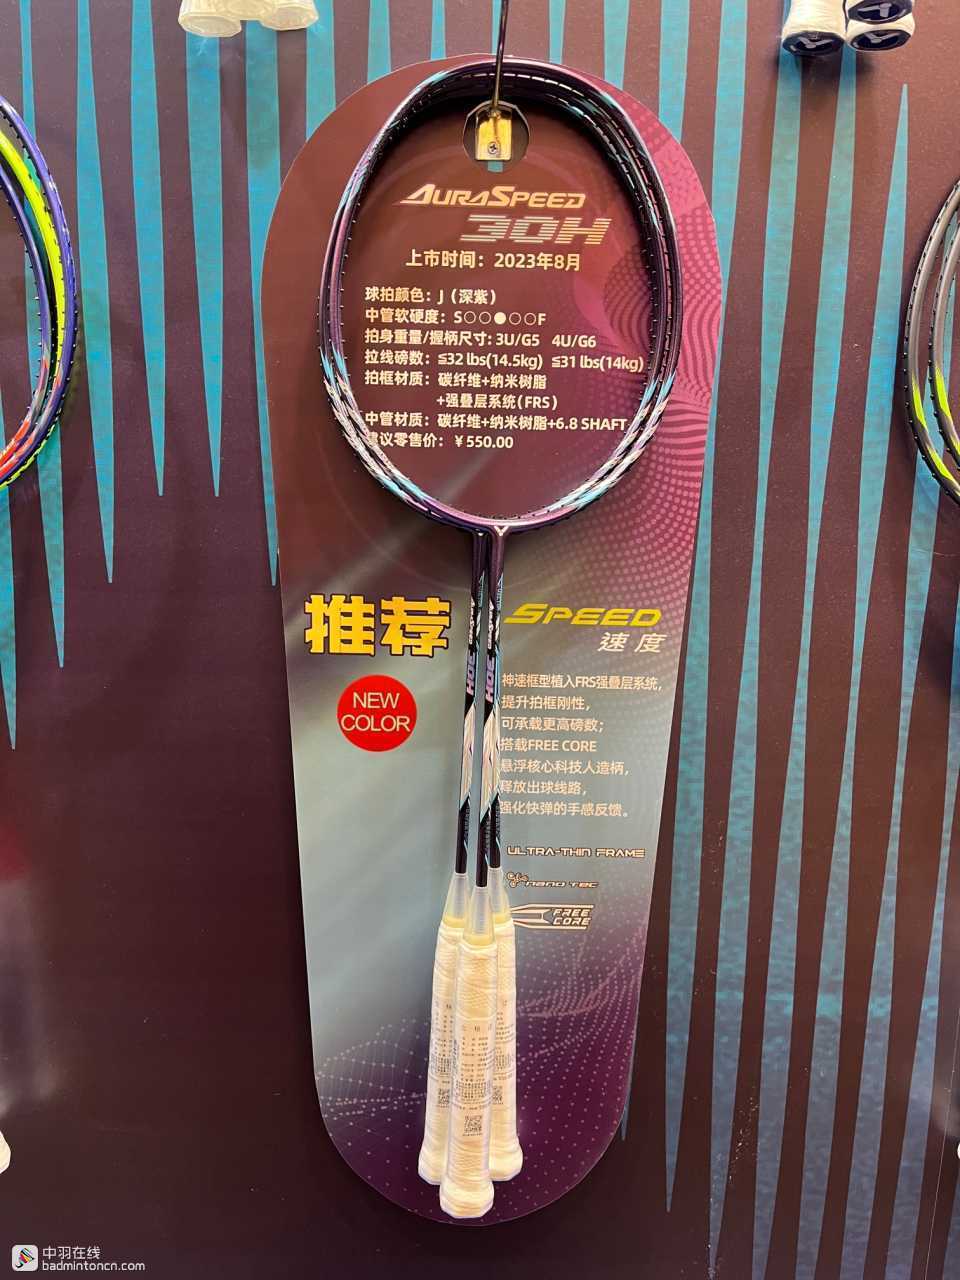 AURASPEED
30H
上市时间：2023年8月
球拍颜色：J（深紫）
中管软硬度：S○○●○○F
拍身重量/握柄尺寸：3U/G5 4U/G6
拉线磅数：≦32 lbs(14.5kg) ≦31 lbs(14kg)
拍框材质：碳纤维+纳米树脂
+强叠层系统(FRS)
中管材质：碳纤维+纳米树脂+6.8 SHAFT
建议零售价：￥550.00
推荐
NEW
COLOR
SPEED
速度
神速框型植入FRS强叠层系统，
提升拍框刚性，
可承载更高磅数；
搭载FREE CORE
悬浮核心科技人造柄，
释放出球线路，
强化快弹的手感反馈。
ULTRA-THIN FRAME
NANO TEC
FREE
CORE
30H
30H
中羽在线
badmintoncn.com